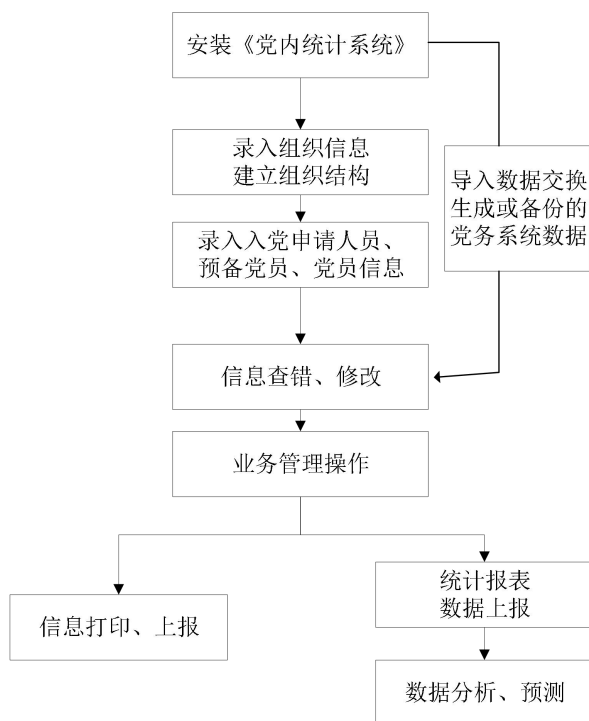 安装《党内统计系统》
录入组织信息
建立组织结构
导入数据交换
生成或备份的
党务系统数据
录入入党申请人员、
预备党员、党员信息
信息查错、修改
业务管理操作
统计报表
数据上报
信息打印、上报
数据分析、预测